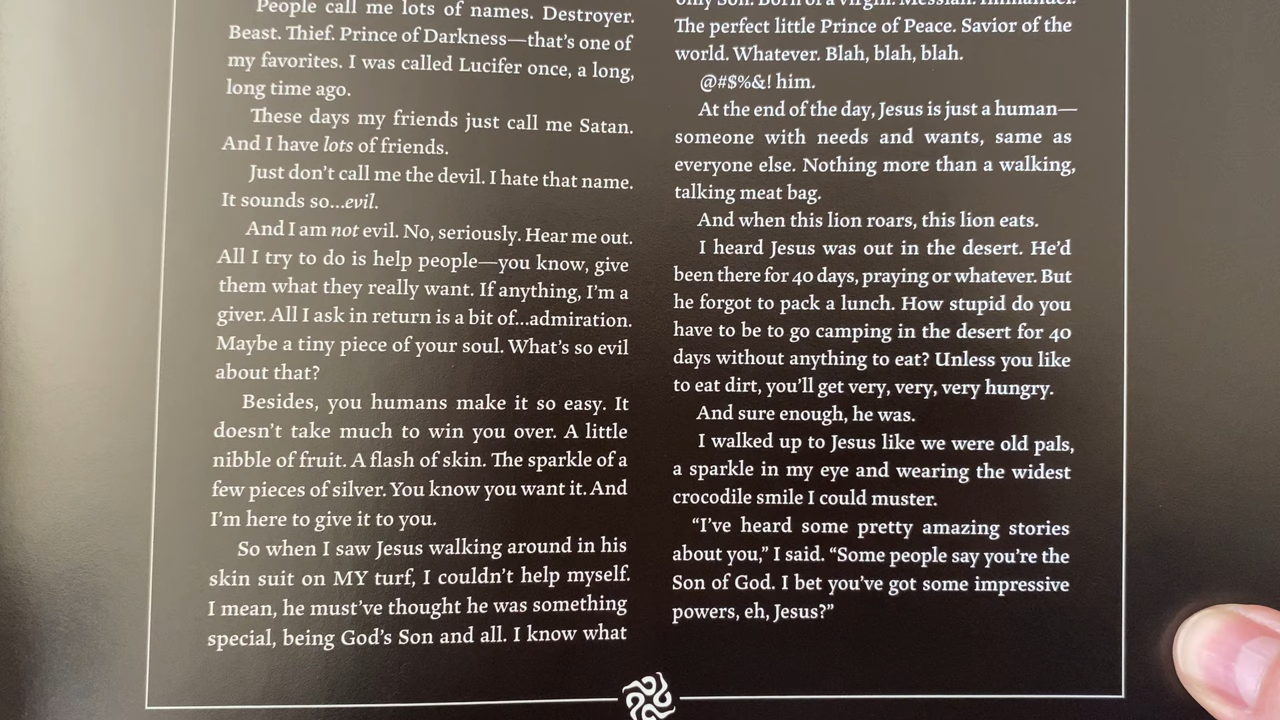 People call me lots of names. Destroyer.
Beast. Thief. Prince of Darkness—that's one of
my favorites. I was called Lucifer once, a long,
long time ago.
These days my friends just call me Satan.
And I have lots of friends.
Just don't call me the devil. I hate that name.
It sounds so...evil.
And I am not evil. No, seriously. Hear me out.
All I try to do is help people—you know, give
them what they really want. If anything, I'm a
giver. All I ask in return is a bit of...admiration.
Maybe a tiny piece of your soul. What's so evil
about that?
Besides, you humans make it so easy. It
doesn't take much to win you over. A little
nibble of fruit. A flash of skin. The sparkle of a
few pieces of silver. You know you want it. And
I'm here to give it to you.
So when I saw Jesus walking around in his
skin suit on MY turf, I couldn't help myself.
I mean, he must've thought he was something
special, being God's Son and all. I know what
only Son. Born of a virgin. Messiah. Immanuel.
The perfect little Prince of Peace. Savior of the
world. Whatever. Blah, blah, blah.
@#$%&! him.
At the end of the day, Jesus is just a human—
someone with needs and wants, same as
everyone else. Nothing more than a walking,
talking meat bag.
And when this lion roars, this lion eats.
I heard Jesus was out in the desert. He'd
been there for 40 days, praying or whatever. But
he forgot to pack a lunch. How stupid do you
have to be to go camping in the desert for 40
days without anything to eat? Unless you like
to eat dirt, you'll get very, very, very hungry.
And sure enough, he was.
I walked up to Jesus like we were old pals,
a sparkle in my eye and wearing the widest
crocodile smile I could muster.
"I've heard some pretty amazing stories
about you," I said. "Some people say you're the
Son of God. I bet you've got some impressive
powers, eh, Jesus?"